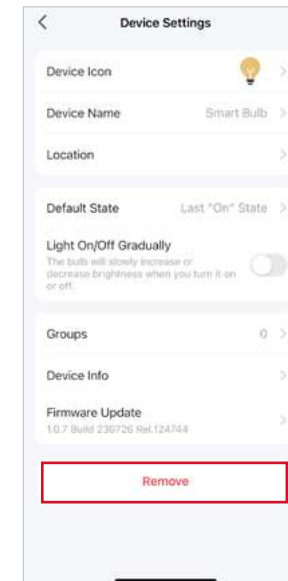 Device Settings
Device Icon
Device Name Smart Bulb
Location
Default State Last "On" State
Light On/Off Gradually
The bulb will slowly increase or
decrease brightness when you turn it on
or off.
Groups 0
Device Info
Firmware Update
1.0.7 Build 230726 Rel.124744
Remove